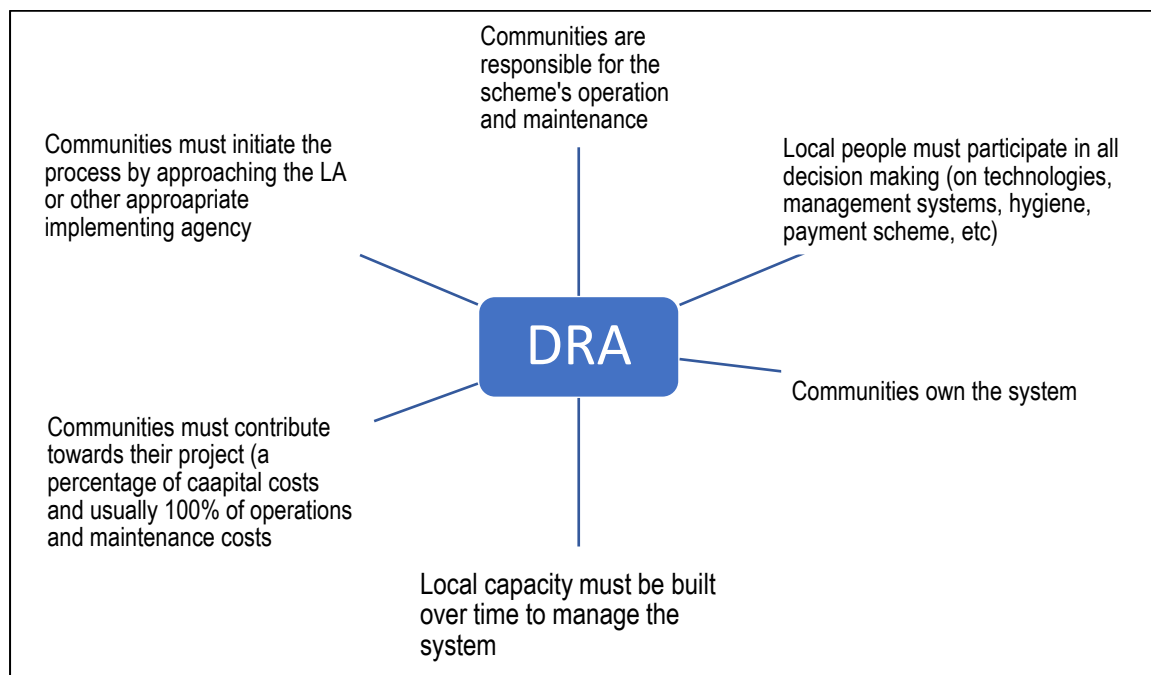 Communities are
responsible for the
scheme's operation
and maintenance
Communities must initiate the
process by approaching the LA
or other approapriate
implementing agency
Local people must participate in all
decision making (on technologies,
management systems, hygiene,
payment scheme, etc)
DRA
Communities own the system
Communities must contribute
towards their project (a
percentage of caapital costs
and usually 100% of operations
and maintenance costs
Local capacity must be built
over time to manage the
system